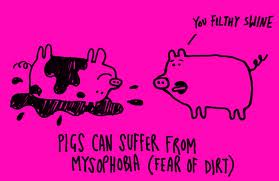 YOU FILTHY SWINE
PIGS CAN SUFFER FROM
MYSOPHOBIA (FEAR OF DIRT)